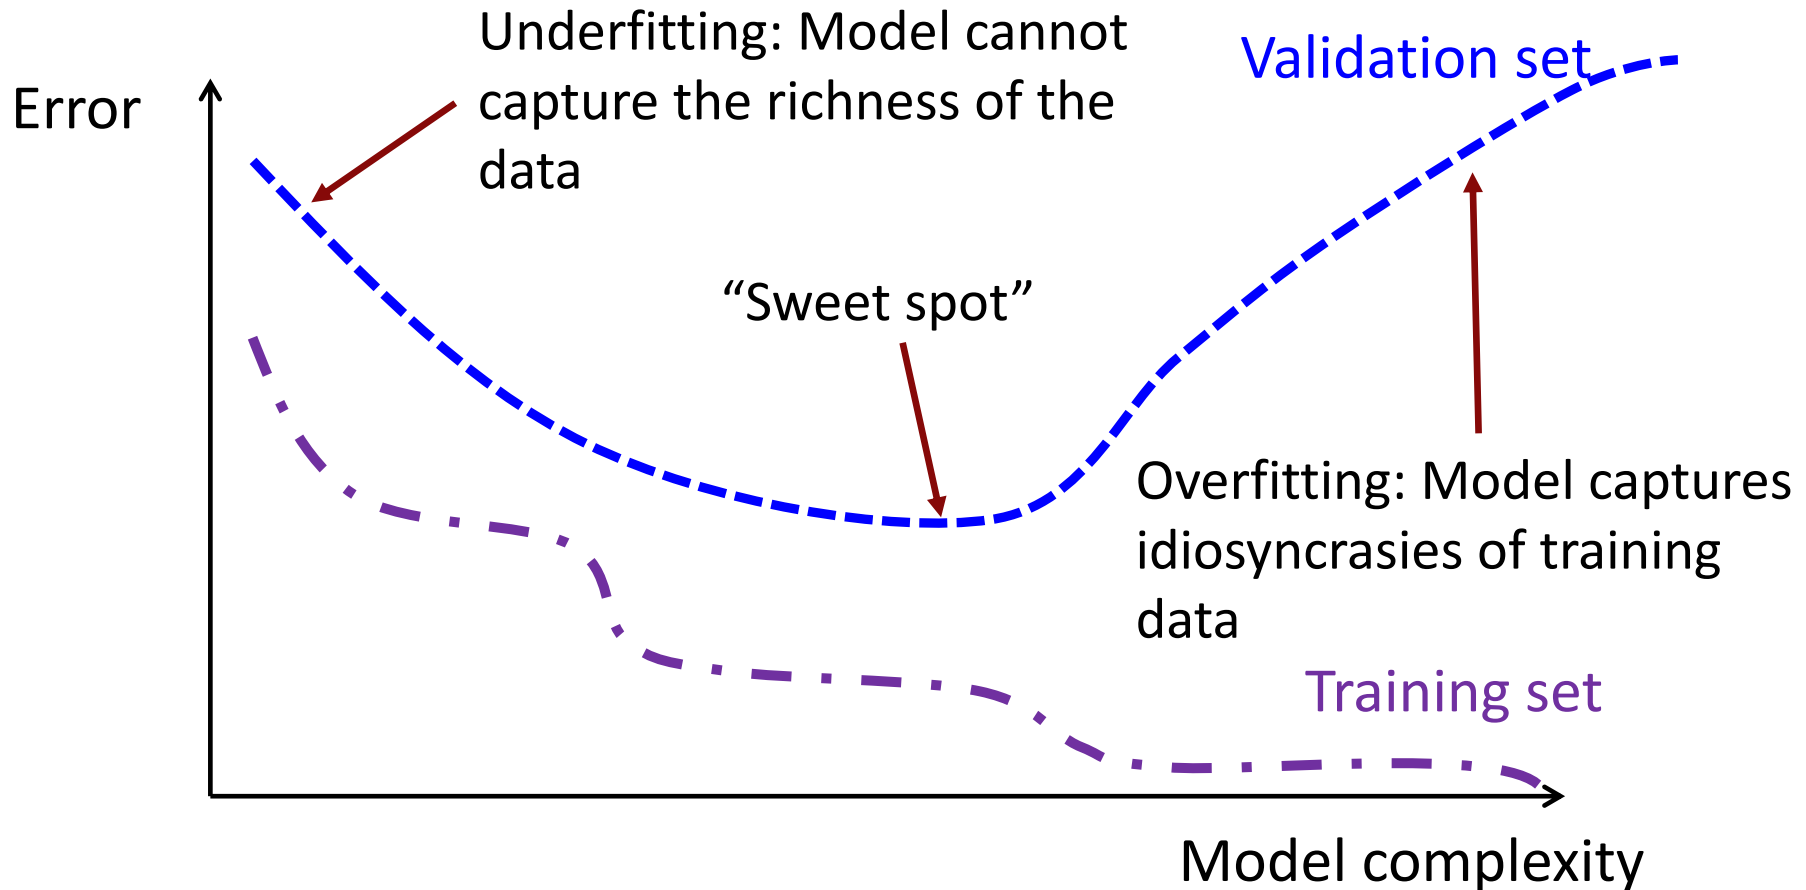 Underfitting: Model cannot
capture the richness of the
data
Validation set
Error
“Sweet spot”
Overfitting: Model captures
idiosyncrasies of training
data
Training set
Model complexity